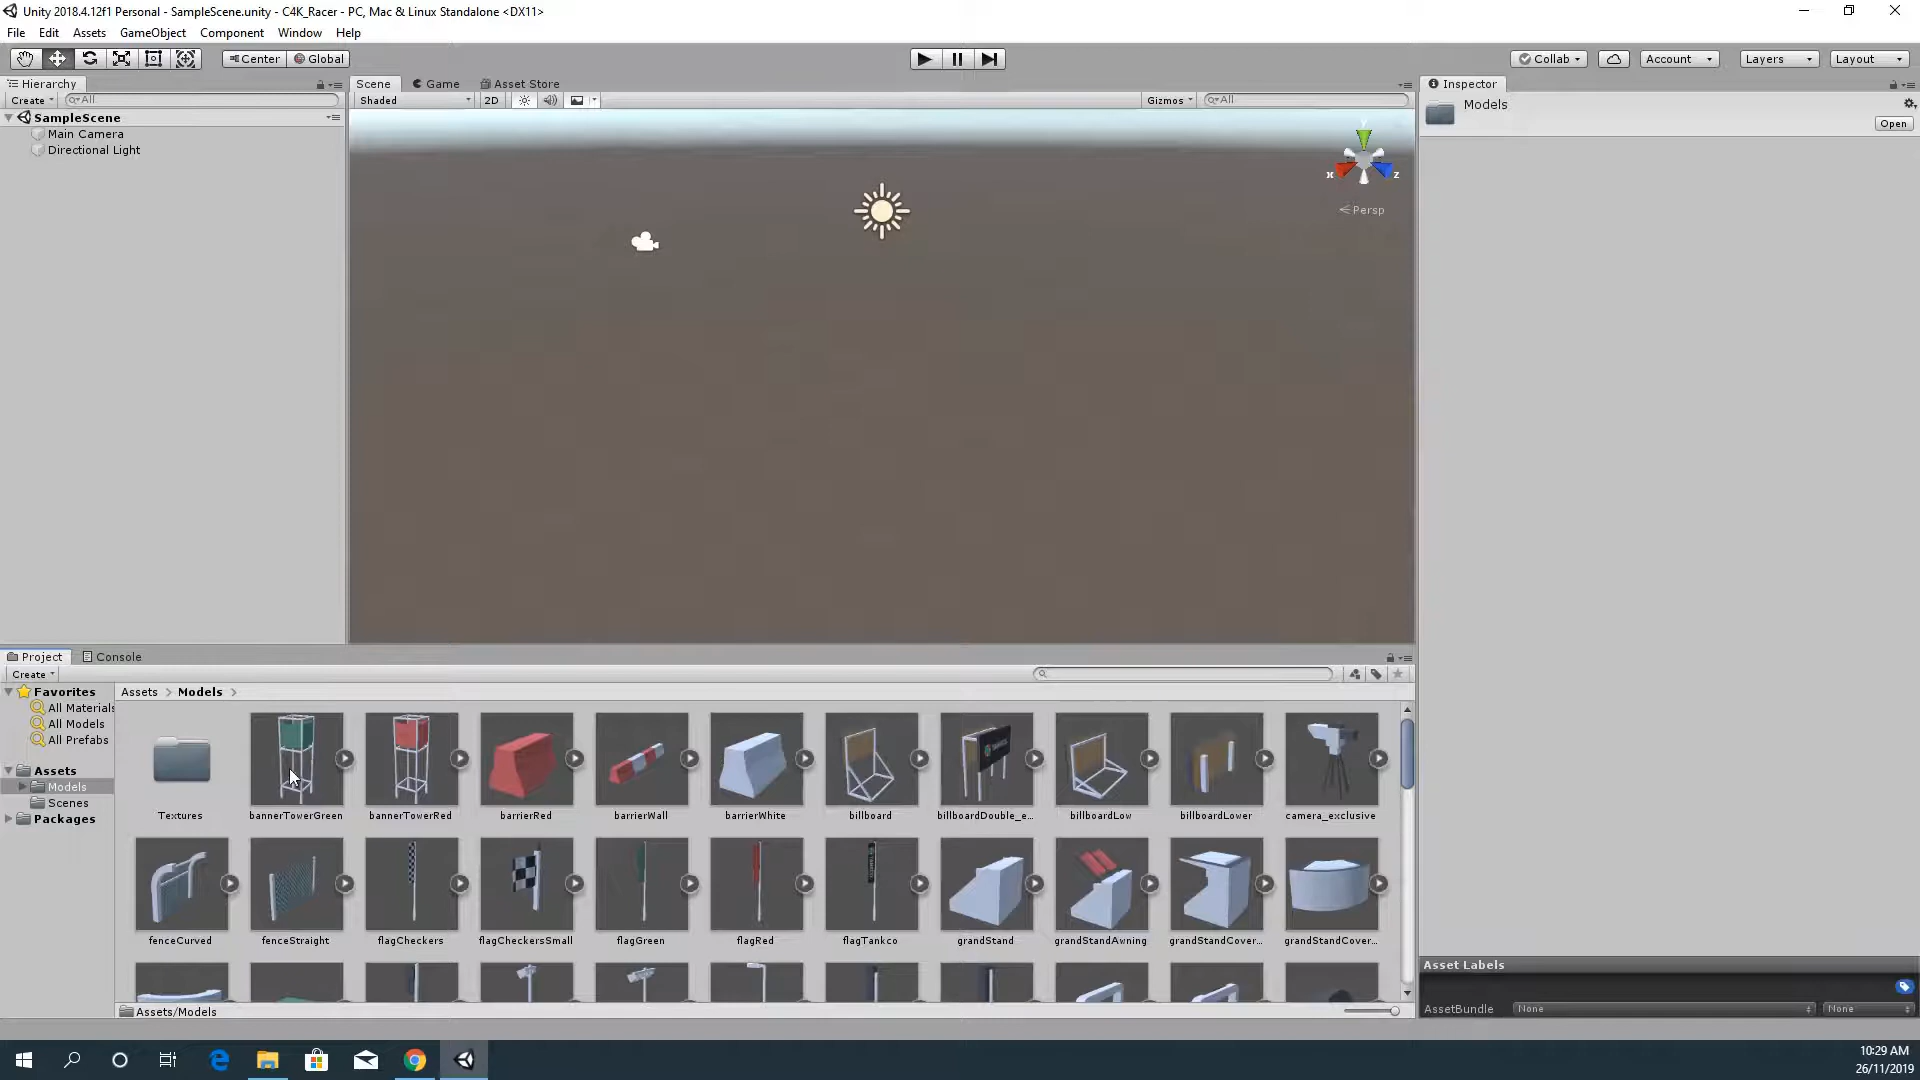 Unity 2018.4.12f1 Personal - SampleScene.unity - C4K_Racer - PC, Mac & Linux Standalone <DX11>
File Edit Assets GameObject Component Window Help
Center Global Collab Account Layers Layout
Hierarchy
Create All
SampleScene
Main Camera
Directional Light
Scene Game Asset Store
Shaded 2D Gizmos All
x z
Persp
Inspector
Models
Open
Project Console
Create
Favorites
All Materials
All Models
All Prefabs
Assets
Models
Scenes
Packages
Assets Models
Textures bannerTowerGreen bannerTowerRed barrierRed barrierWall barrierWhite billboard billboardDouble_e... billboardLow billboardLower camera_exclusive
fenceCurved fenceStraight flagCheckers flagCheckersSmall flagGreen flagRed flagTankco grandStand grandStandAwning grandStandCover... grandStandCover...
Assets/Models
Asset Labels
AssetBundle None None
10:29 AM
26/11/2019